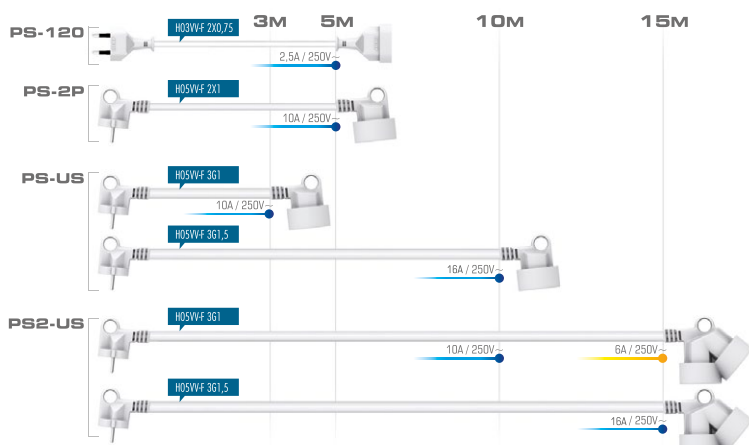 3M 5M 10M 15M
PS-120
H03VV-F 2X0,75
2,5A / 250V~
PS-2P
H05VV-F 2X1
10A / 250V~
PS-US
H05VV-F 3G1
10A / 250V~
H05VV-F 3G1,5
16A / 250V~
PS2-US
H05VV-F 3G1
10A / 250V~ 6A / 250V~
H05VV-F 3G1,5
16A / 250V~